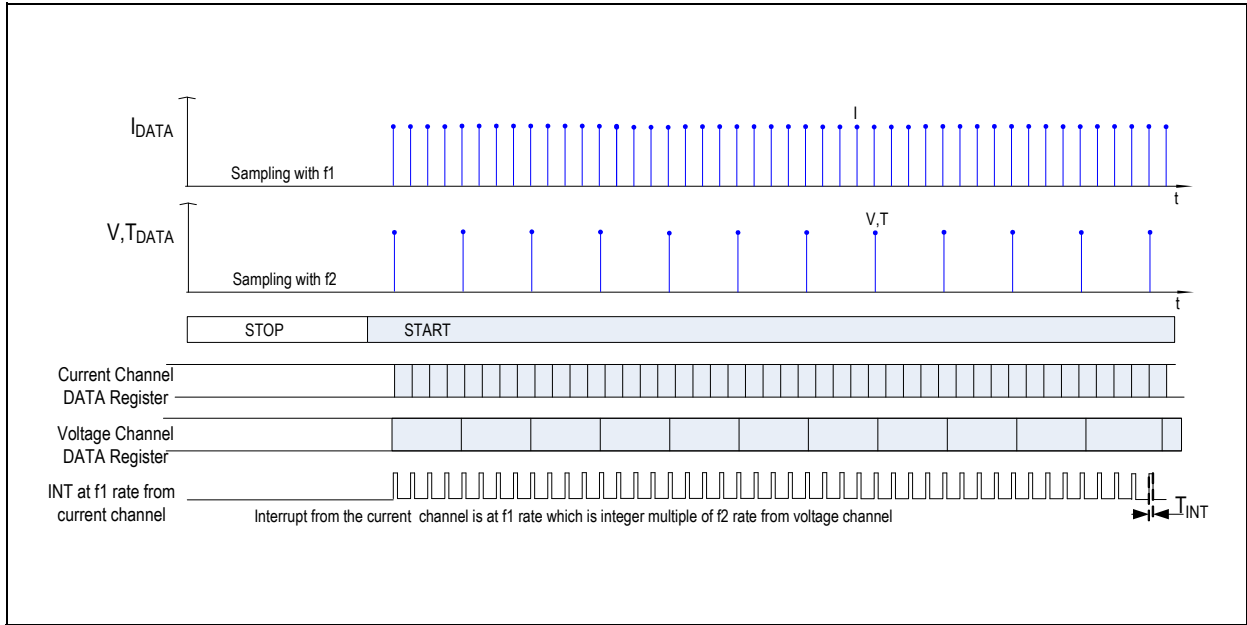 I
IDATA
Sampling with f1
t
V,T
V,TDATA
Sampling with f2
t
STOP
START
Current Channel
DATA Register
Voltage Channel
DATA Register
INT at f1 rate from
current channel
Interrupt from the current channel is at f1 rate which is integer multiple of f2 rate from voltage channel
TINT